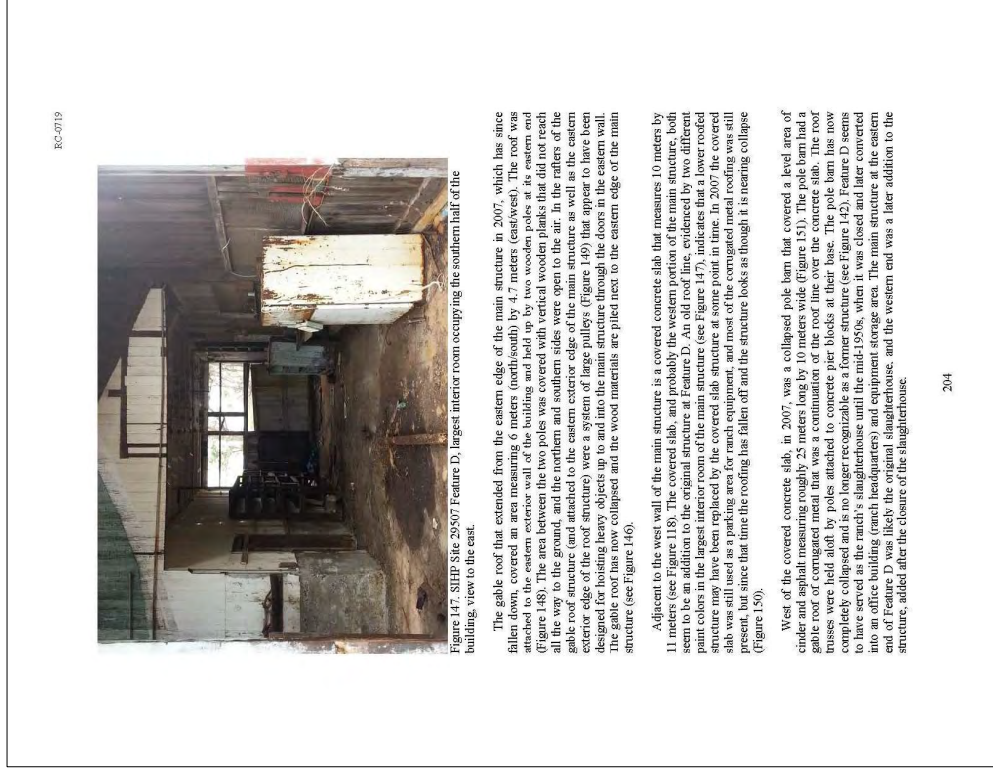 RC-0719
Figure 147. SIHP Site 29507 Feature D, largest interior room occupying the southern half of the
building, view to the east.
The gable roof that extended from the eastern edge of the main structure in 2007, which has since
fallen down, covered an area measuring 6 meters (north/south) by 4.7 meters (east/west). The roof was
attached to the eastern exterior wall of the building and held up by two wooden poles at its eastern end
(Figure 148). The area between the two poles was covered with vertical wooden planks that did not reach
all the way to the ground, and the northern and southern sides were open to the air. In the rafters of the
gable roof structure (and attached to the eastern exterior edge of the main structure as well as the eastern
exterior edge of the roof structure) were a system of large pulleys (Figure 149) that appear to have been
designed for hoisting heavy objects up to and into the main structure through the doors in the eastern wall.
The gable roof has now collapsed and the wood materials are piled next to the eastern edge of the main
structure (see Figure 146).
Adjacent to the west wall of the main structure is a covered concrete slab that measures 10 meters by
11 meters (see Figure 118). The covered slab, and probably the western portion of the main structure, both
seem to be an addition to the original structure at Feature D. An old roof line, evidenced by two different
paint colors in the largest interior room of the main structure (see Figure 147), indicates that a lower roofed
structure may have been replaced by the covered slab structure at some point in time. In 2007 the covered
slab was still used as a parking area for ranch equipment, and most of the corrugated metal roofing was still
present, but since that time the roofing has fallen off and the structure looks as though it is nearing collapse
(Figure 150).
West of the covered concrete slab, in 2007, was a collapsed pole barn that covered a level area of
cinder and asphalt measuring roughly 25 meters long by 10 meters wide (Figure 151). The pole barn had a
gable roof of corrugated metal that was a continuation of the roof line over the concrete slab. The roof
trusses were held aloft by poles attached to concrete pier blocks at their base. The pole barn has now
completely collapsed and is no longer recognizable as a former structure (see Figure 142). Feature D seems
to have served as the ranch's slaughterhouse until the mid-1950s, when it was closed and later converted
into an office building (ranch headquarters) and equipment storage area. The main structure at the eastern
end of Feature D was likely the original slaughterhouse, and the western end was a later addition to the
structure, added after the closure of the slaughterhouse.
204